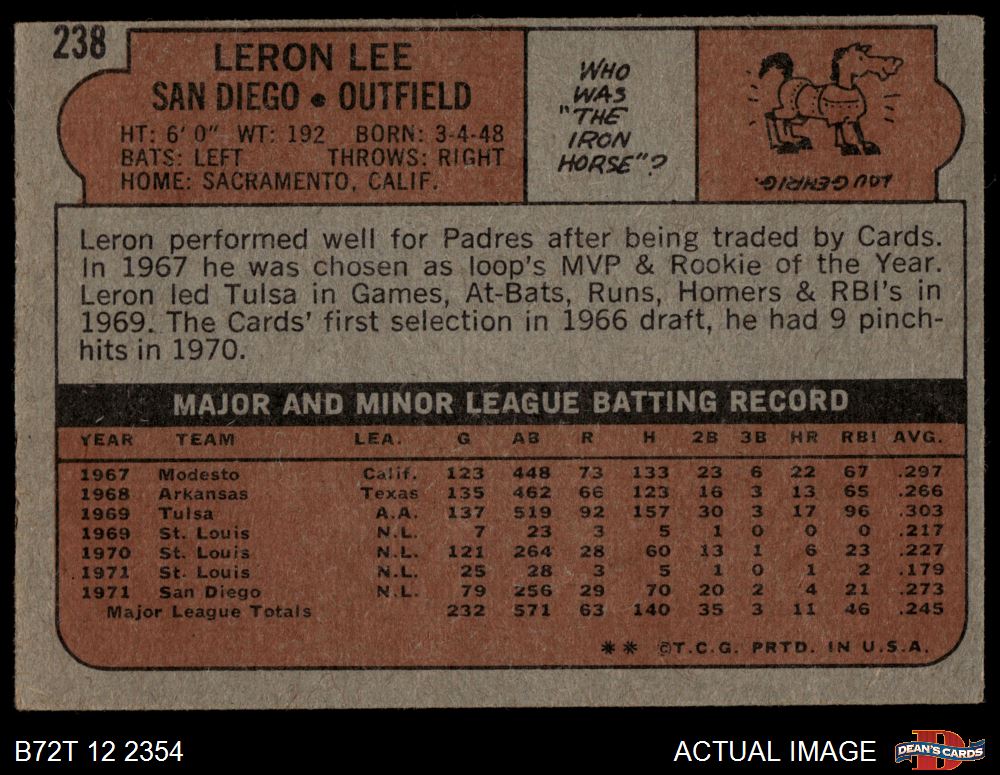 238
LERON LEE
SAN DIEGO • OUTFIELD
HT: 6' 0" WT: 192 BORN: 3-4-48
BATS: LEFT THROWS: RIGHT
HOME: SACRAMENTO, CALIF.
WHO
WAS
"THE
IRON
HORSE"?
LOU GEHRIG.
Leron performed well for Padres after being traded by Cards.
In 1967 he was chosen as loop's MVP & Rookie of the Year.
Leron led Tulsa in Games, At-Bats, Runs, Homers & RBI's in
1969. The Cards' first selection in 1966 draft, he had 9 pinch-
hits in 1970.
MAJOR AND MINOR LEAGUE BATTING RECORD
YEAR TEAM LEA. G AB R H 2B 3B HR RBI AVG.
1967 Modesto Calif. 123 448 73 133 23 6 22 67 .297
1968 Arkansas Texas 135 462 66 123 16 3 13 65 .266
1969 Tulsa A.A. 137 519 92 157 30 3 17 96 .303
1969 St. Louis N.L. 7 23 3 5 1 0 0 0 .217
1970 St. Louis N.L. 121 264 28 60 13 1 6 23 .227
1971 St. Louis N.L. 25 28 3 5 1 0 1 2 .179
1971 San Diego N.L. 79 256 29 70 20 2 4 21 .273
Major League Totals 232 571 63 140 35 3 11 46 .245
** ©T.C.G. PRTD. IN U.S.A.
B72T 12 2354
ACTUAL IMAGE
DEAN'S CARDS